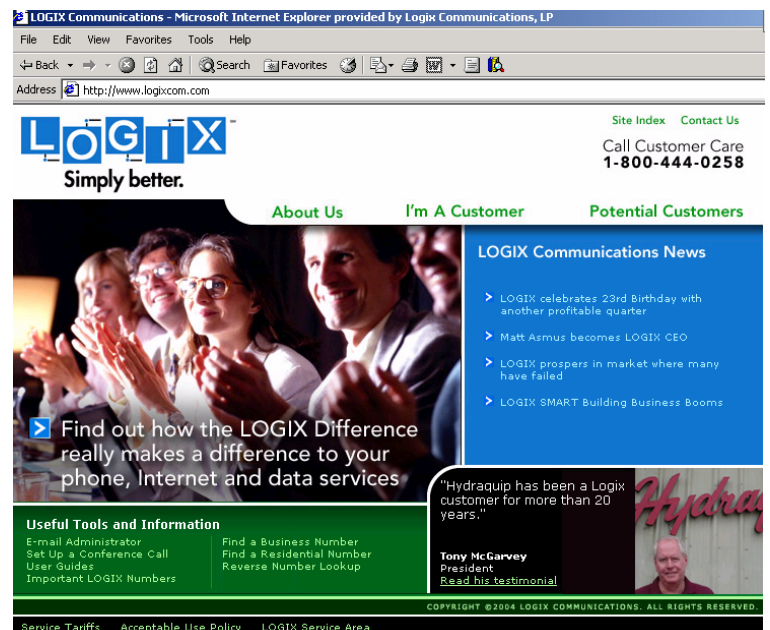 LOGIX Communications - Microsoft Internet Explorer provided by Logix Communications, LP
File Edit View Favorites Tools Help
Back Search Favorites
Address http://www.logixcom.com
Site Index Contact Us
LOGIX™
Simply better.
Call Customer Care
1-800-444-0258
About Us I'm A Customer Potential Customers
LOGIX Communications News
LOGIX celebrates 23rd Birthday with
another profitable quarter
Matt Asmus becomes LOGIX CEO
LOGIX prospers in market where many
have failed
LOGIX SMART Building Business Booms
Find out how the LOGIX Difference
really makes a difference to your
phone, Internet and data services
"Hydraquip has been a Logix
customer for more than 20
years."
Tony McGarvey
President
Read his testimonial
Hydraq
Useful Tools and Information
E-mail Administrator
Set Up a Conference Call
User Guides
Important LOGIX Numbers
Find a Business Number
Find a Residential Number
Reverse Number Lookup
COPYRIGHT ©2004 LOGIX COMMUNICATIONS. ALL RIGHTS RESERVED.
Service Tariffs Acceptable Use Policy LOGIX Service Area